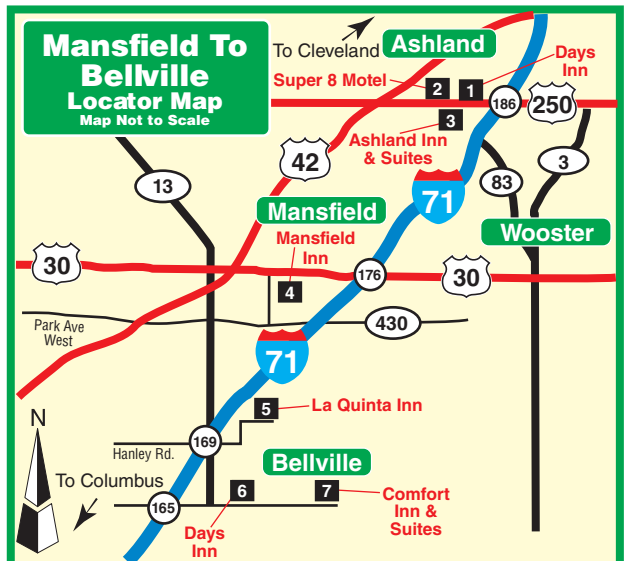 Mansfield To
Bellville
Locator Map
Map Not to Scale
To Cleveland
Ashland
Days
Inn
Super 8 Motel
2
1
186
250
3
Ashland Inn
& Suites
42
13
71
83
3
Mansfield
Mansfield
Inn
Wooster
30
176
30
4
Park Ave
West
430
71
5
La Quinta Inn
N
169
Hanley Rd.
Bellville
To Columbus
6
7
165
Days
Inn
Comfort
Inn &
Suites